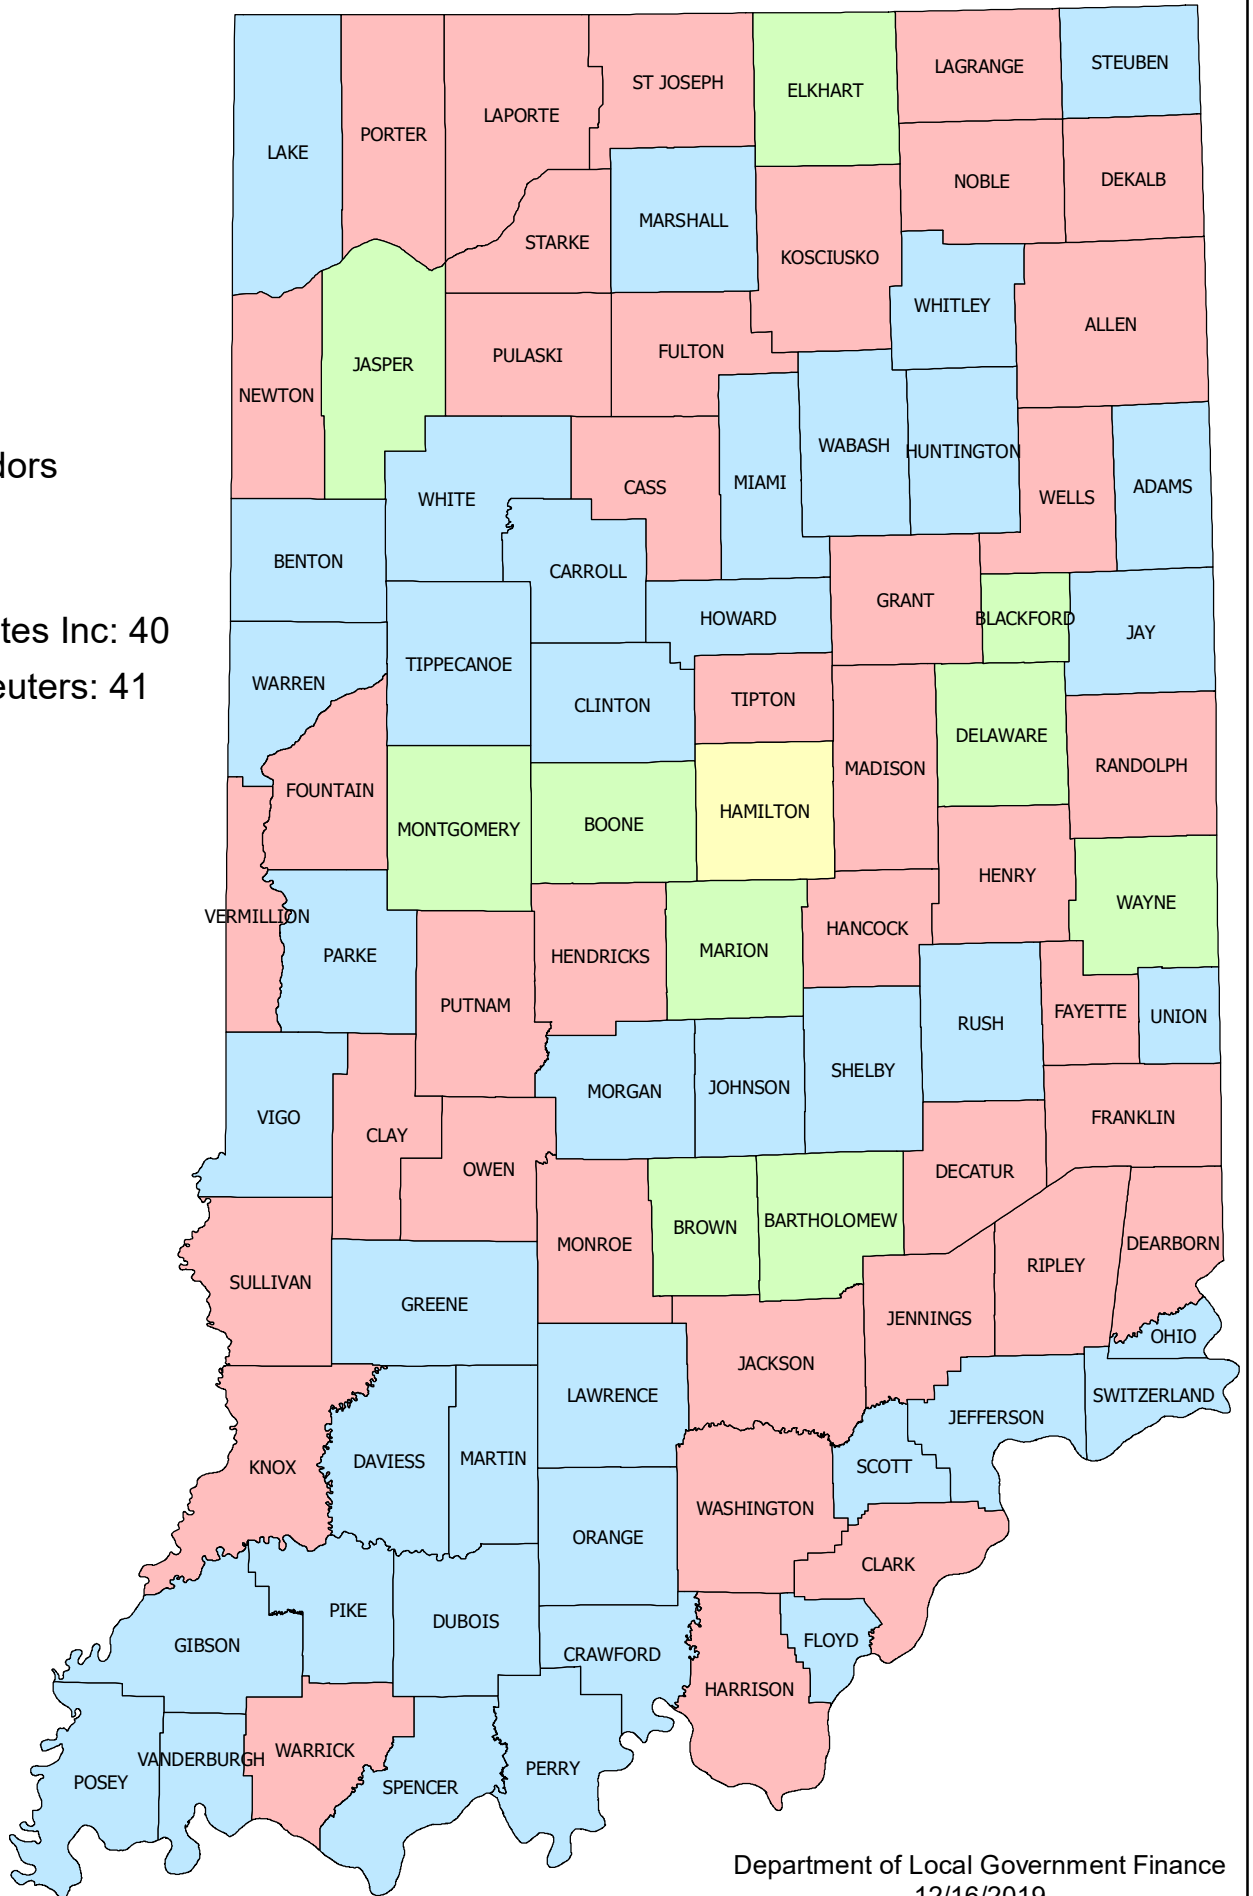 LAKE
PORTER
LAPORTE
ST JOSEPH
ELKHART
LAGRANGE
STEUBEN
NOBLE
DEKALB
MARSHALL
STARKE
KOSCIUSKO
WHITLEY
ALLEN
NEWTON
JASPER
PULASKI
FULTON
WHITE
CASS
MIAMI
WABASH
HUNTINGTON
WELLS
ADAMS
BENTON
CARROLL
HOWARD
GRANT
BLACKFORD
JAY
tes Inc: 40
WARREN
TIPPECANOE
CLINTON
TIPTON
FOUNTAIN
MONTGOMERY
BOONE
HAMILTON
MADISON
DELAWARE
RANDOLPH
VERMILLION
PARKE
PUTNAM
HENDRICKS
MARION
HANCOCK
HENRY
WAYNE
RUSH
FAYETTE
UNION
VIGO
CLAY
OWEN
MORGAN
JOHNSON
SHELBY
DECATUR
FRANKLIN
SULLIVAN
GREENE
MONROE
BROWN
BARTHOLOMEW
JENNINGS
RIPLEY
DEARBORN
OHIO
SWITZERLAND
JEFFERSON
JACKSON
LAWRENCE
KNOX
DAVIESS
MARTIN
ORANGE
WASHINGTON
SCOTT
CLARK
GIBSON
PIKE
DUBOIS
CRAWFORD
HARRISON
FLOYD
POSEY
VANDERBURGH
WARRICK
SPENCER
PERRY
Department of Local Government Finance
12/16/2019